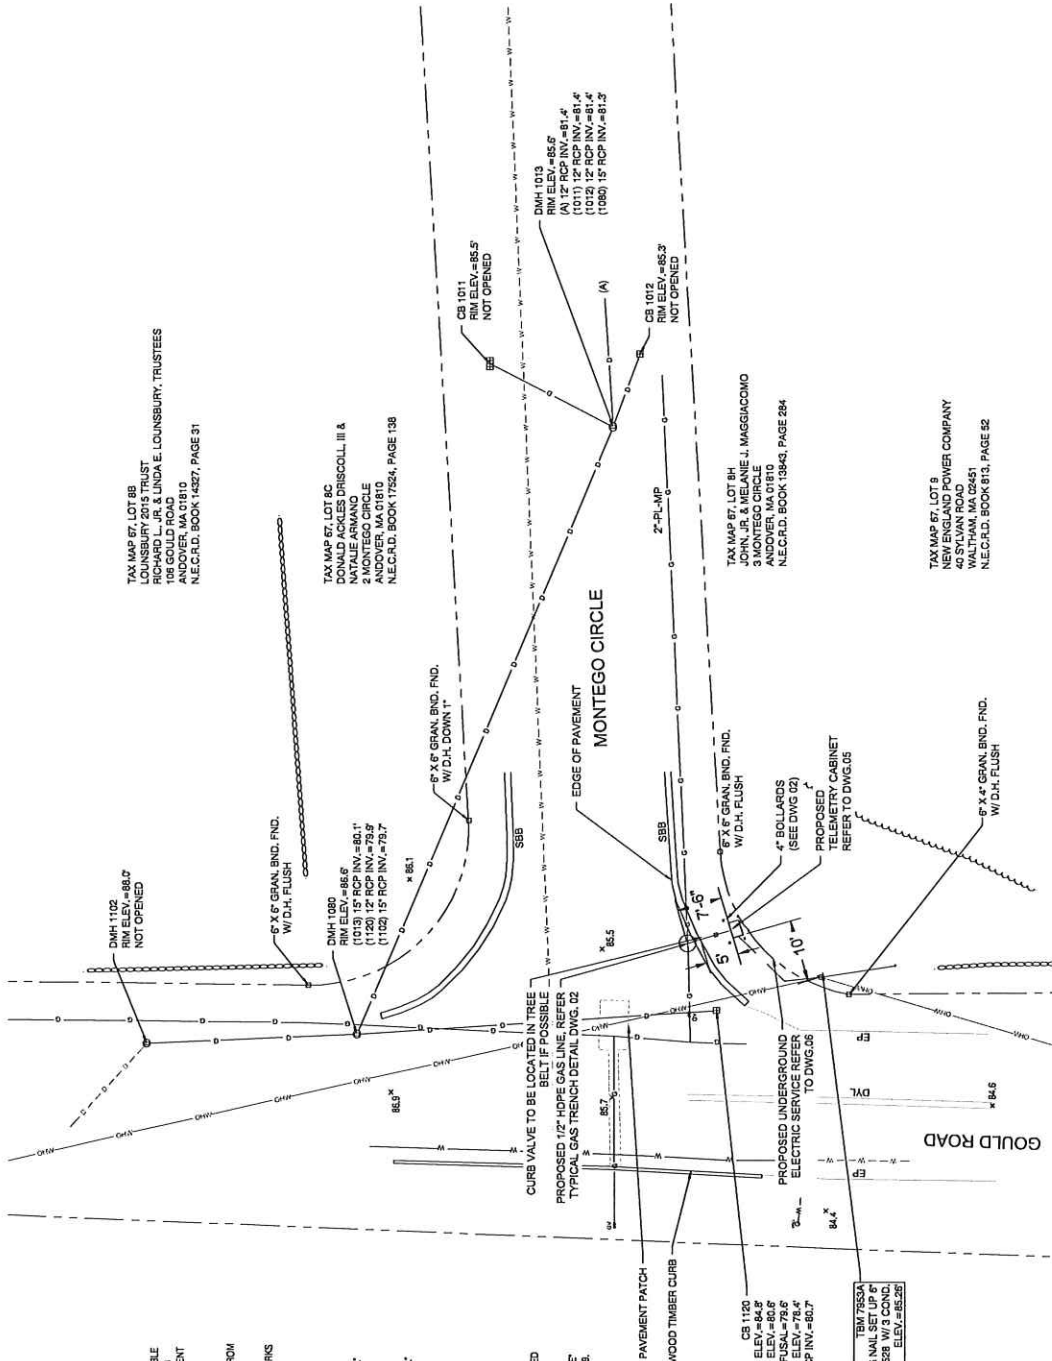 TAX MAP 67, LOT 8B
LOUNSBURY 2015 TRUST
RICHARD L. JR. & LINDA E. LOUNSBURY, TRUSTEES
106 GOULD ROAD
ANDOVER, MA 01810
N.E.C.R.D. BOOK 14327, PAGE 31
TAX MAP 67, LOT 8C
DONALD ACKLES DRISCOLL, III &
NATALIE ARMANO
2 MONTEGO CIRCLE
ANDOVER, MA 01810
N.E.C.R.D. BOOK 17524, PAGE 138
CB 1011
RIM ELEV.=85.5'
NOT OPENED
DMH 1013
RIM ELEV.=85.6'
(A) 12" RCP INV.=81.4'
(1011) 12" RCP INV.=81.4'
(1012) 12" RCP INV.=81.4'
(1080) 15" RCP INV.=81.3'
(A)
CB 1012
RIM ELEV.=85.3'
NOT OPENED
DMH 1102
RIM ELEV.=88.0'
NOT OPENED
6" X 6" GRAN. BND. FND.
W/ D.H. FLUSH
DMH 1080
RIM ELEV.=86.6'
(1013) 15" RCP INV.=80.1'
(1120) 12" RCP INV.=79.9'
(1102) 15" RCP INV.=79.7'
× 86.1
6" X 6" GRAN. BND. FND.
W/ D.H. DOWN 1"
SBB
EDGE OF PAVEMENT
MONTEGO CIRCLE
2"-PL-MP
SBB
TAX MAP 67, LOT 8H
JOHN, JR. & MELANIE J. MAGGIACOMO
3 MONTEGO CIRCLE
ANDOVER, MA 01810
N.E.C.R.D. BOOK 13843, PAGE 284
TAX MAP 67, LOT 9
NEW ENGLAND POWER COMPANY
40 SYLVAN ROAD
WALTHAM, MA 02451
N.E.C.R.D. BOOK 813, PAGE 52
6" X 6" GRAN. BND. FND.
W/ D.H. FLUSH
4" BOLLARDS
(SEE DWG 02)
PROPOSED
TELEMETRY CABINET
REFER TO DWG.05
6" X 4" GRAN. BND. FND.
W/ D.H. FLUSH
7'-6"
5'
10'
× 85.5
86.9 ×
CURB VALVE TO BE LOCATED IN TREE
BELT IF POSSIBLE
PROPOSED 1/2" HDPE GAS LINE, REFER
TYPICAL GAS TRENCH DETAIL DWG. 02
85.7
PROPOSED UNDERGROUND
ELECTRIC SERVICE REFER
TO DWG.06
EP
DYL
× 84.6
GOULD ROAD
EP
× 84.4
PAVEMENT PATCH
WOOD TIMBER CURB
CB 1120
ELEV.=84.8'
ELEV.=80.6'
FUSAL=79.6'
ELEV.=78.4'
INV.=80.7'
TBM 7953A
NAIL SET UP 6"
W/ 3 COND.
ELEV.=85.26'